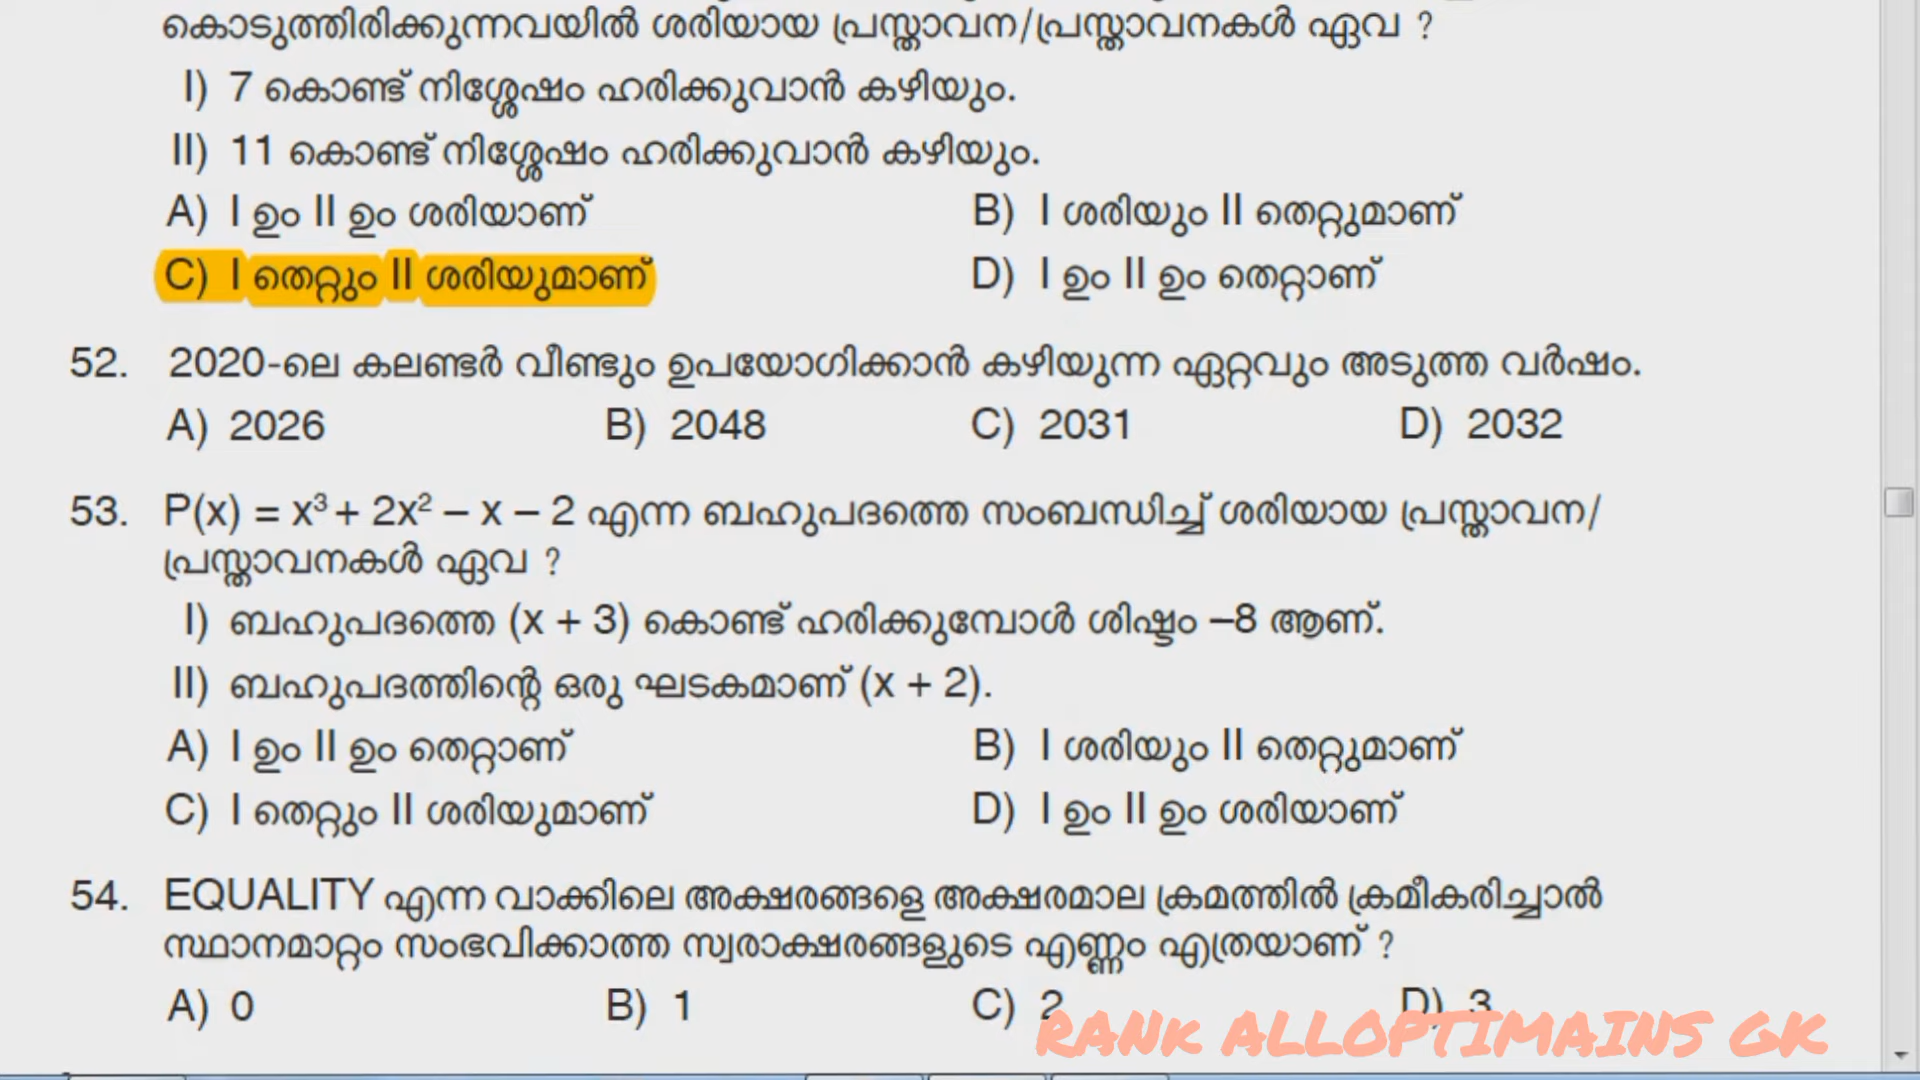 കൊടുത്തിരിക്കുന്നവയിൽ ശരിയായ പ്രസ്താവന/പ്രസ്താവനകൾ ഏവ ?
I) 7 കൊണ്ട് നിശ്ശേഷം ഹരിക്കുവാൻ കഴിയും.
II) 11 കൊണ്ട് നിശ്ശേഷം ഹരിക്കുവാൻ കഴിയും.
A) I ഉം II ഉം ശരിയാണ് B) I ശരിയും II തെറ്റുമാണ്
C) I തെറ്റും II ശരിയുമാണ് D) I ഉം II ഉം തെറ്റാണ്
52. 2020-ലെ കലണ്ടർ വീണ്ടും ഉപയോഗിക്കാൻ കഴിയുന്ന ഏറ്റവും അടുത്ത വർഷം.
A) 2026 B) 2048 C) 2031 D) 2032
53. P(x) = x³ + 2x² – x – 2 എന്ന ബഹുപദത്തെ സംബന്ധിച്ച് ശരിയായ പ്രസ്താവന/
പ്രസ്താവനകൾ ഏവ ?
I) ബഹുപദത്തെ (x + 3) കൊണ്ട് ഹരിക്കുമ്പോൾ ശിഷ്ടം –8 ആണ്.
II) ബഹുപദത്തിന്റെ ഒരു ഘടകമാണ് (x + 2).
A) I ഉം II ഉം തെറ്റാണ് B) I ശരിയും II തെറ്റുമാണ്
C) I തെറ്റും II ശരിയുമാണ് D) I ഉം II ഉം ശരിയാണ്
54. EQUALITY എന്ന വാക്കിലെ അക്ഷരങ്ങളെ അക്ഷരമാല ക്രമത്തിൽ ക്രമീകരിച്ചാൽ
സ്ഥാനമാറ്റം സംഭവിക്കാത്ത സ്വരാക്ഷരങ്ങളുടെ എണ്ണം എത്രയാണ് ?
A) 0 B) 1 C) 2 D) 3
RANK ALLOPTIMAINS GK